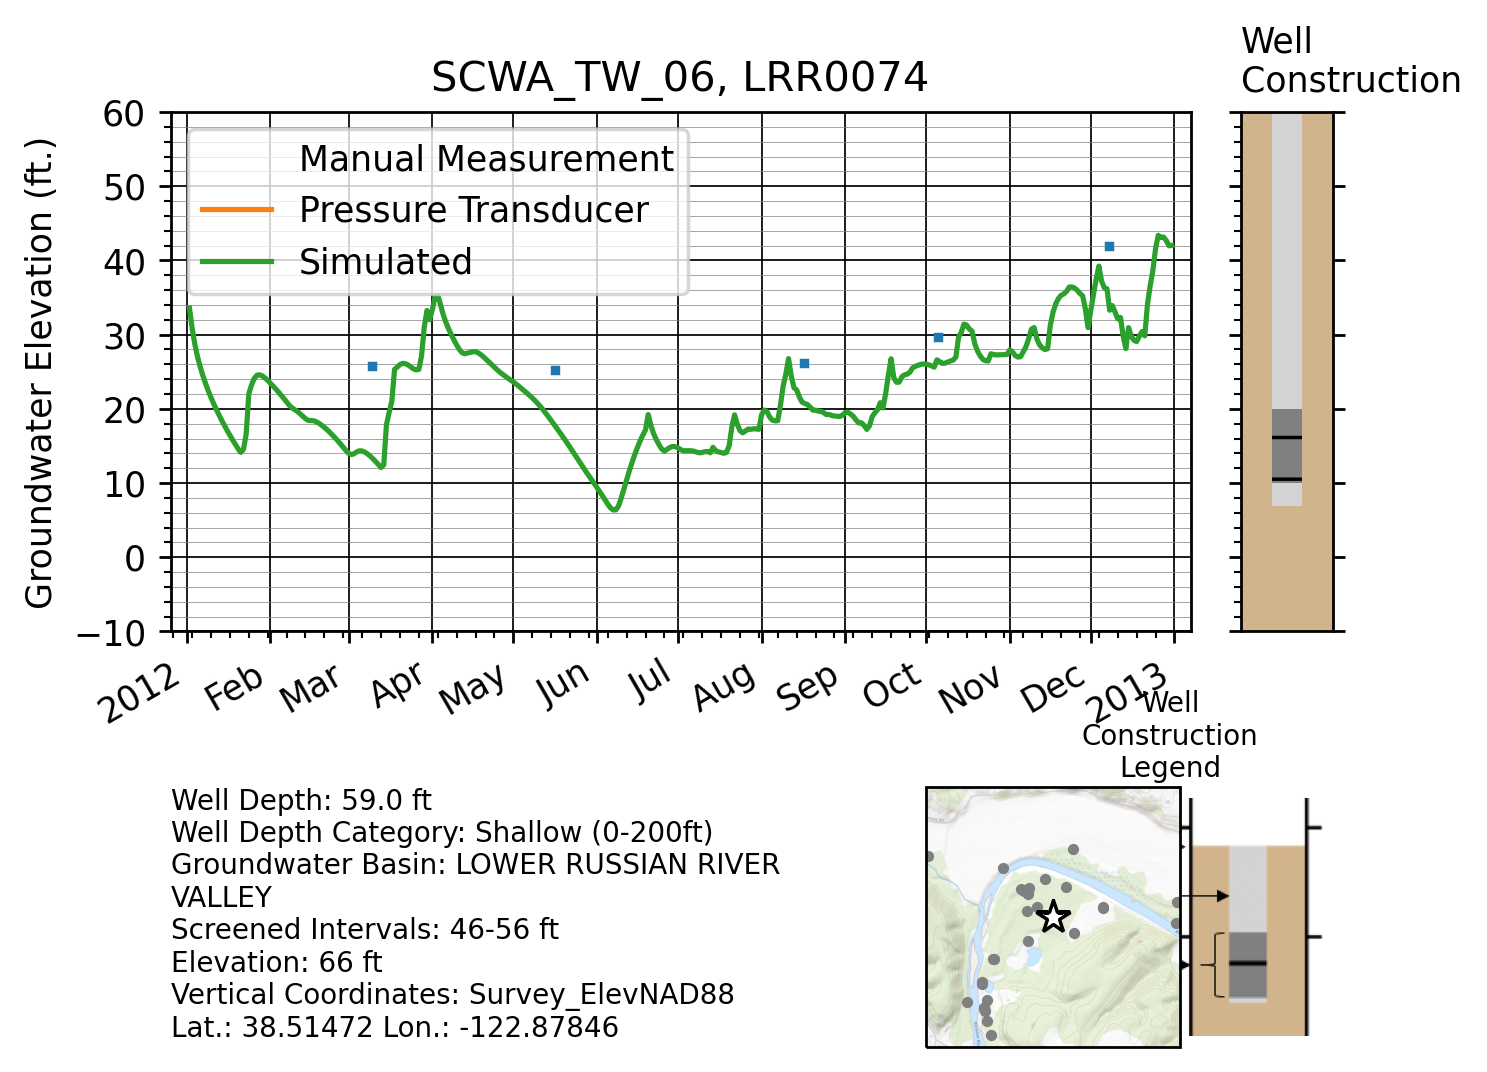 Well
Construction
SCWA_TW_06, LRR0074
Groundwater Elevation (ft.)
60
50
40
30
20
10
0
−10
Manual Measurement
Pressure Transducer
Simulated
2012 Feb Mar Apr May Jun Jul Aug Sep Oct Nov Dec 2013
Well
Construction
Legend
Well Depth: 59.0 ft
Well Depth Category: Shallow (0-200ft)
Groundwater Basin: LOWER RUSSIAN RIVER
VALLEY
Screened Intervals: 46-56 ft
Elevation: 66 ft
Vertical Coordinates: Survey_ElevNAD88
Lat.: 38.51472 Lon.: -122.87846